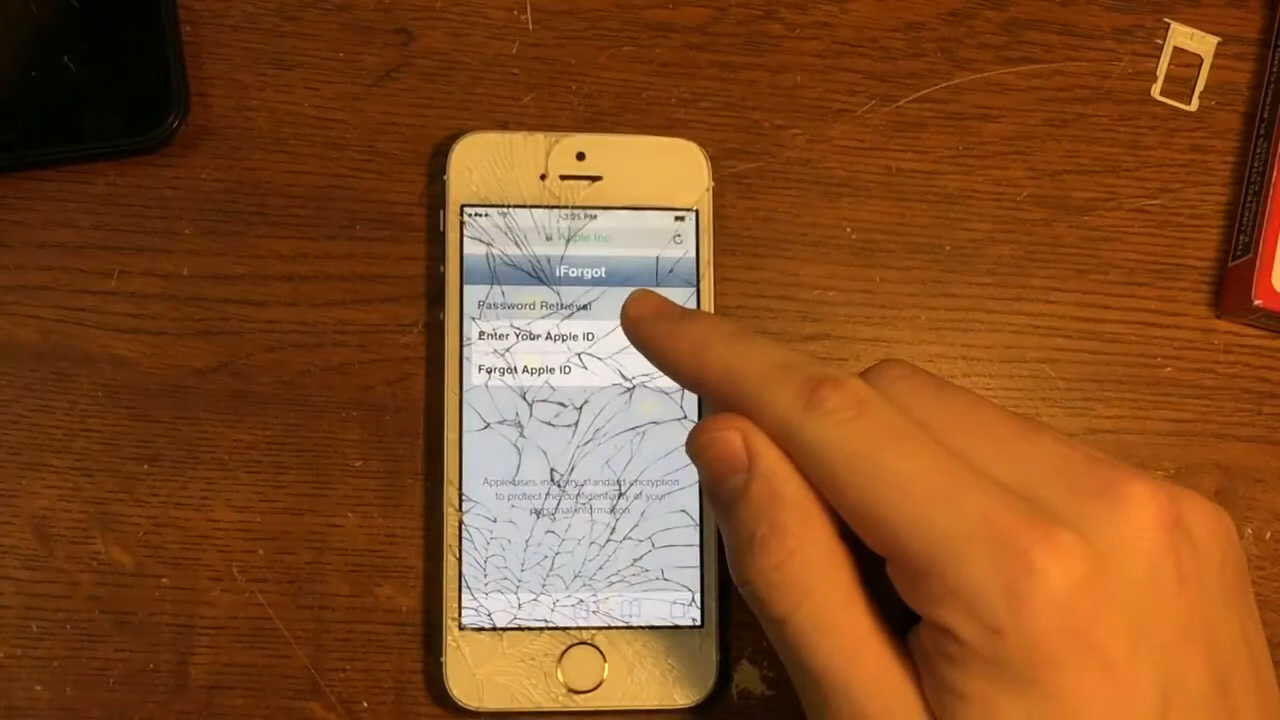 3:25 PM
Apple Inc.
iForgot
Password Retrieval
Enter Your Apple ID
Forgot Apple ID
Apple uses industry-standard encryption
to protect the confidentiality of your
personal information.